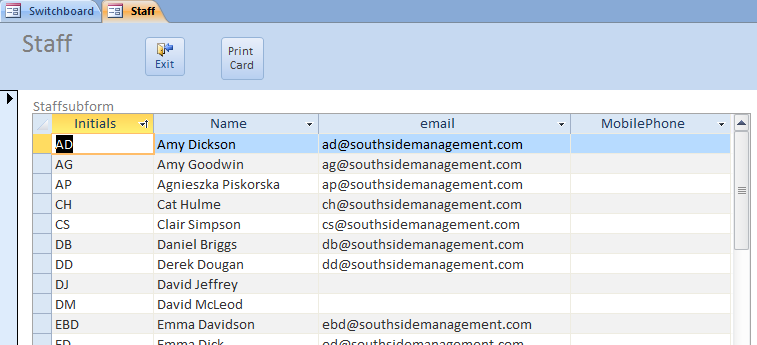 Switchboard Staff
Staff
Exit
Print
Card
Staffsubform
Initials Name email MobilePhone
AD Amy Dickson ad@southsidemanagement.com
AG Amy Goodwin ag@southsidemanagement.com
AP Agnieszka Piskorska ap@southsidemanagement.com
CH Cat Hulme ch@southsidemanagement.com
CS Clair Simpson cs@southsidemanagement.com
DB Daniel Briggs db@southsidemanagement.com
DD Derek Dougan dd@southsidemanagement.com
DJ David Jeffrey
DM David McLeod
EBD Emma Davidson ebd@southsidemanagement.com
ED Emma Dick ed@southsidemanagement.com